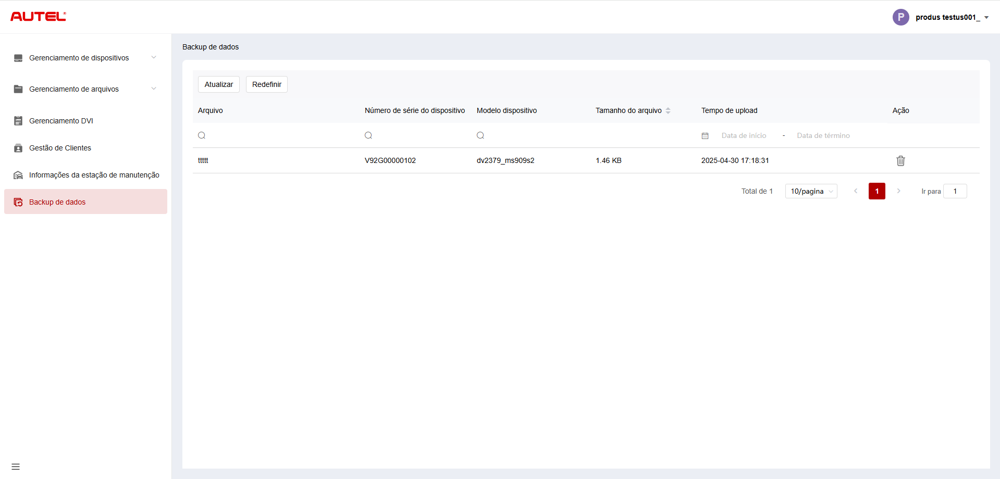 AUTEL
P produs testus001_
Gerenciamento de dispositivos
Gerenciamento de arquivos
Gerenciamento DVI
Gestão de Clientes
Informações da estação de manutenção
Backup de dados
Backup de dados
Atualizar Redefinir
Arquivo Número de série do dispositivo Modelo dispositivo Tamanho do arquivo Tempo de upload Ação
Data de início - Data de término
ttttt V92G00000102 dv2379_ms909s2 1.46 KB 2025-04-30 17:18:31
Total de 1 10/pagina 1 Ir para 1